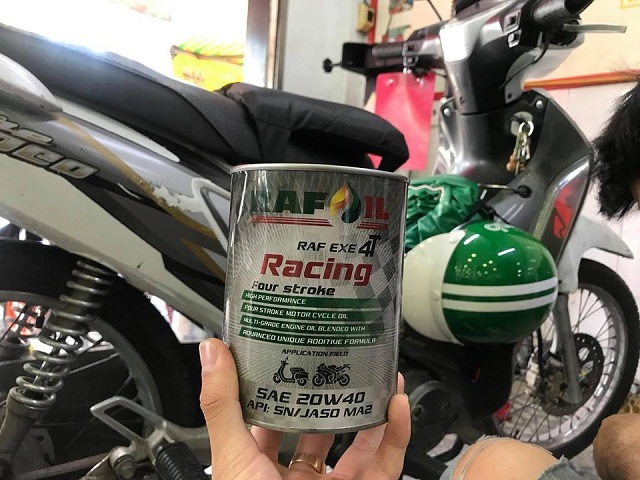 RAF OIL
RAF EXE 4T
Racing
Four stroke
HIGH PERFORMANCE
FOUR STROKE MOTOR CYCLE OIL
MULTI-GRADE ENGINE OIL BLENDED WITH
ADVANCED UNIQUE ADDITIVE FORMULA
APPLICATION FIELD
SAE 20W40
API: SN/JASO MA2